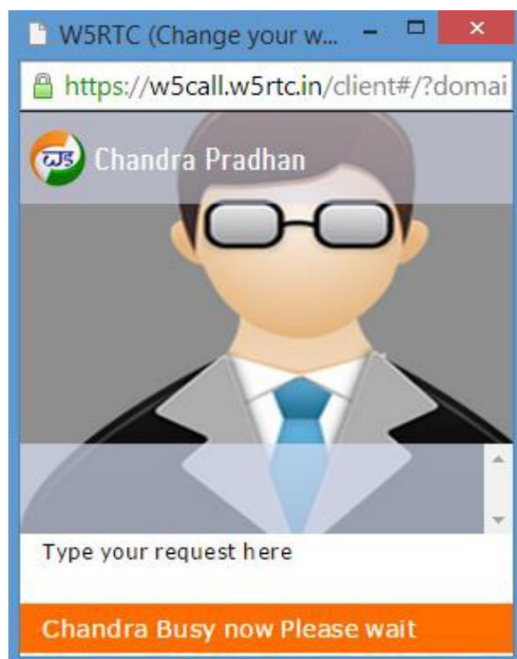 W5RTC (Change your w...
https://w5call.w5rtc.in/client#/?domai
Chandra Pradhan
Type your request here
Chandra Busy now Please wait